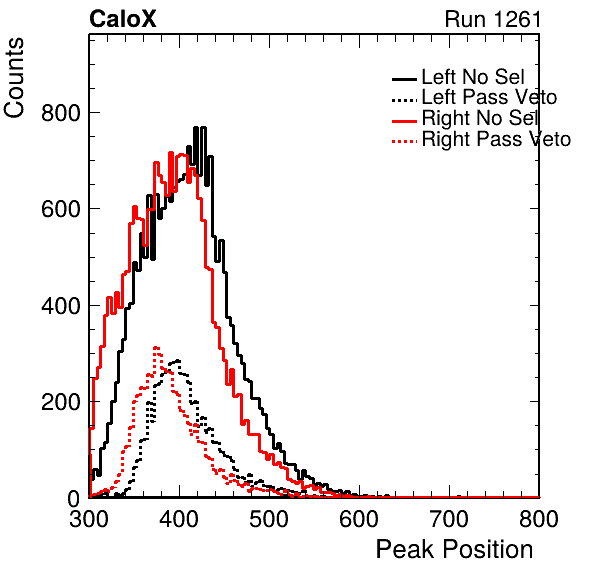 CaloX Run 1261
Counts
Left No Sel
Left Pass Veto
Right No Sel
Right Pass Veto
800
600
400
200
0
300 400 500 600 700 800
Peak Position